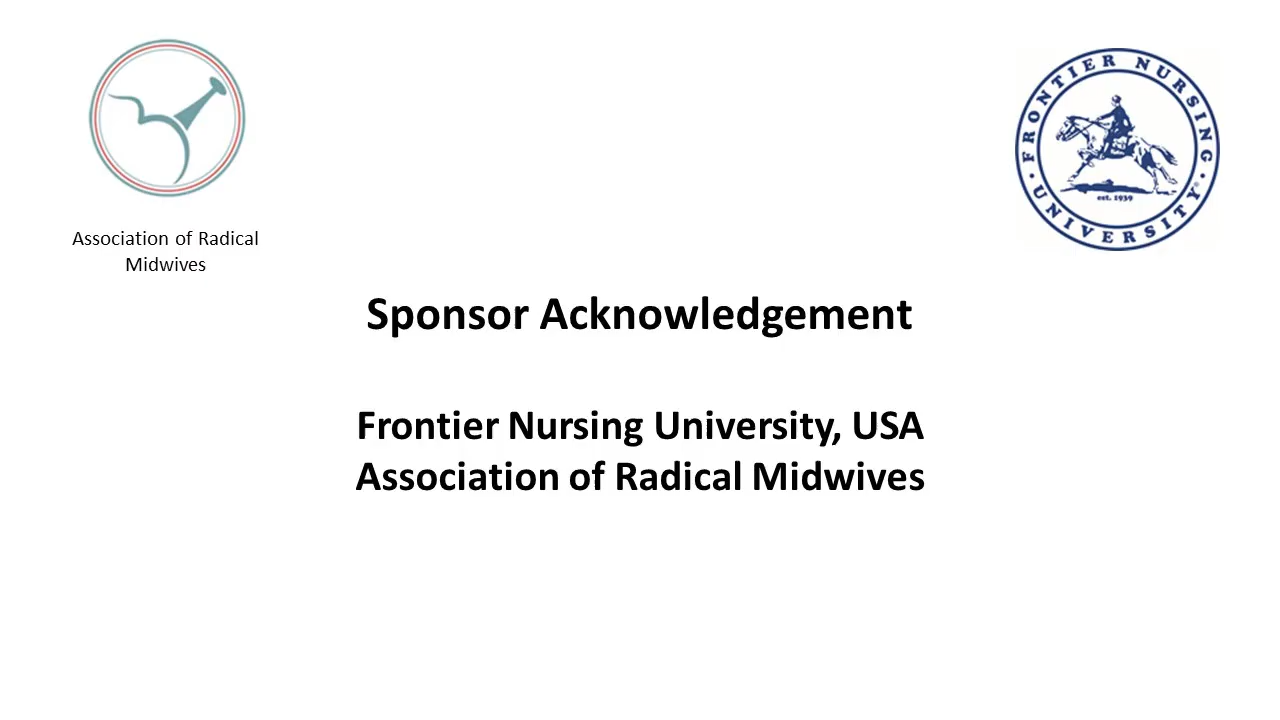 FRONTIER NURSING
· UNIVERSITY® ·
est. 1939
Association of Radical
Midwives
Sponsor Acknowledgement
Frontier Nursing University, USA
Association of Radical Midwives